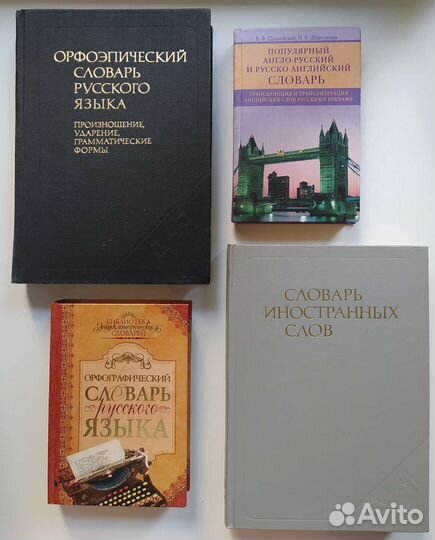 ОРФОЭПИЧЕСКИЙ
СЛОВАРЬ
РУССКОГО
ЯЗЫКА
ПРОИЗНОШЕНИЕ,
УДАРЕНИЕ,
ГРАММАТИЧЕСКИЕ
ФОРМЫ
ПОПУЛЯРНЫЙ
АНГЛО-РУССКИЙ
И РУССКО-АНГЛИЙСКИЙ
СЛОВАРЬ
ТРАНСКРИПЦИЯ И ТРАНСЛИТЕРАЦИЯ
АНГЛИЙСКИХ СЛОВ РУССКИМИ БУКВАМИ
БИБЛИОТЕКА
Энциклопедических
СЛОВАРЕЙ
ОРФОГРАФИЧЕСКИЙ
СЛОВАРЬ
русского
ЯЗЫКА
СЛОВАРЬ
ИНОСТРАННЫХ
СЛОВ
Avito